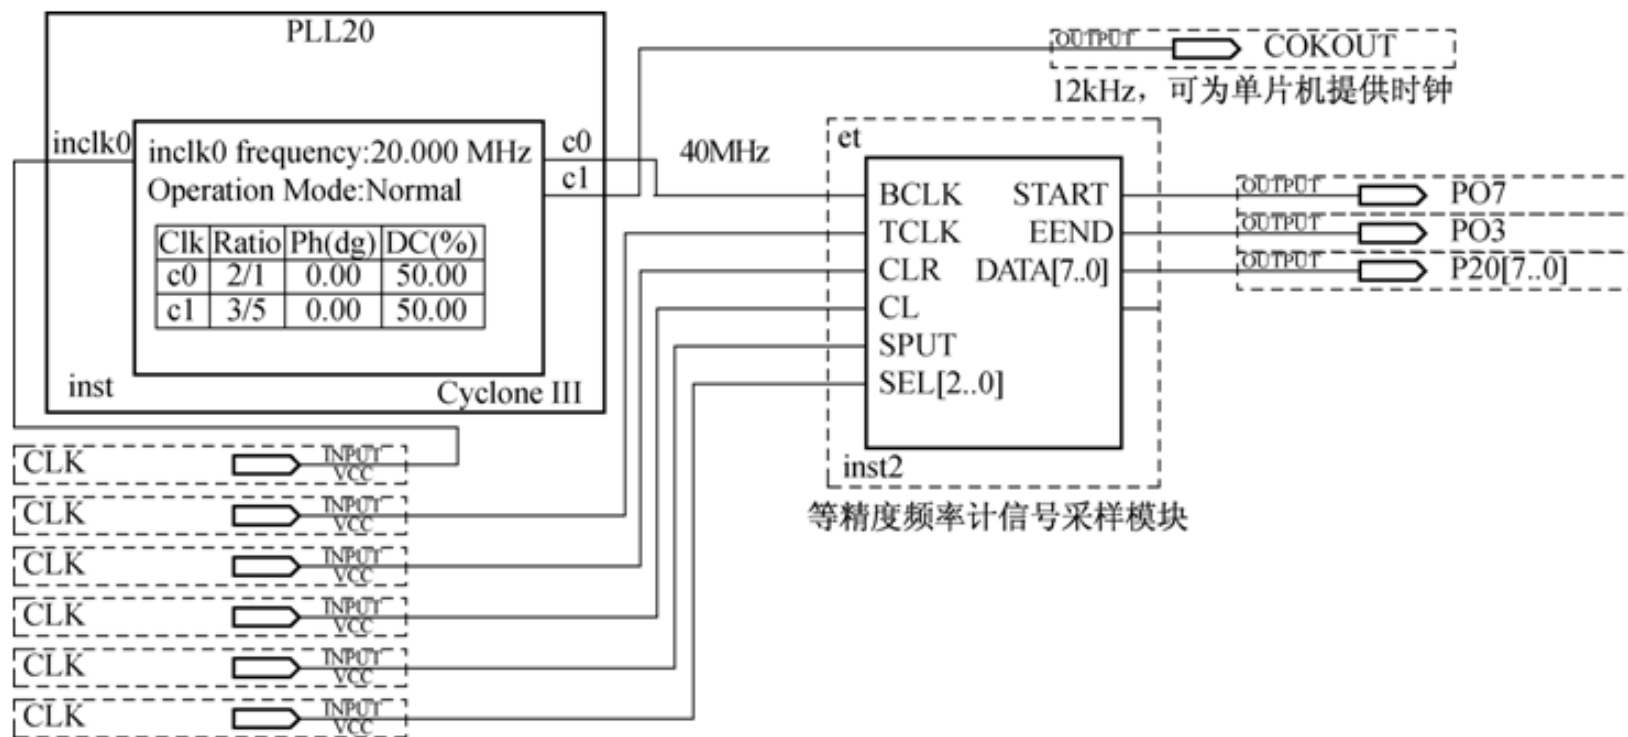 PLL20
OUTPUT COKOUT
12kHz，可为单片机提供时钟
inclk0
inclk0 frequency:20.000 MHz
c0
40MHz
et
Operation Mode:Normal
c1
Clk Ratio Ph(dg) DC(%)
c0 2/1 0.00 50.00
c1 3/5 0.00 50.00
inst
Cyclone III
BCLK START
TCLK EEND
CLR DATA[7..0]
CL
SPUT
SEL[2..0]
inst2
等精度频率计信号采样模块
OUTPUT PO7
OUTPUT PO3
OUTPUT P20[7..0]
CLK INPUT
VCC
CLK INPUT
VCC
CLK INPUT
VCC
CLK INPUT
VCC
CLK INPUT
VCC
CLK INPUT
VCC